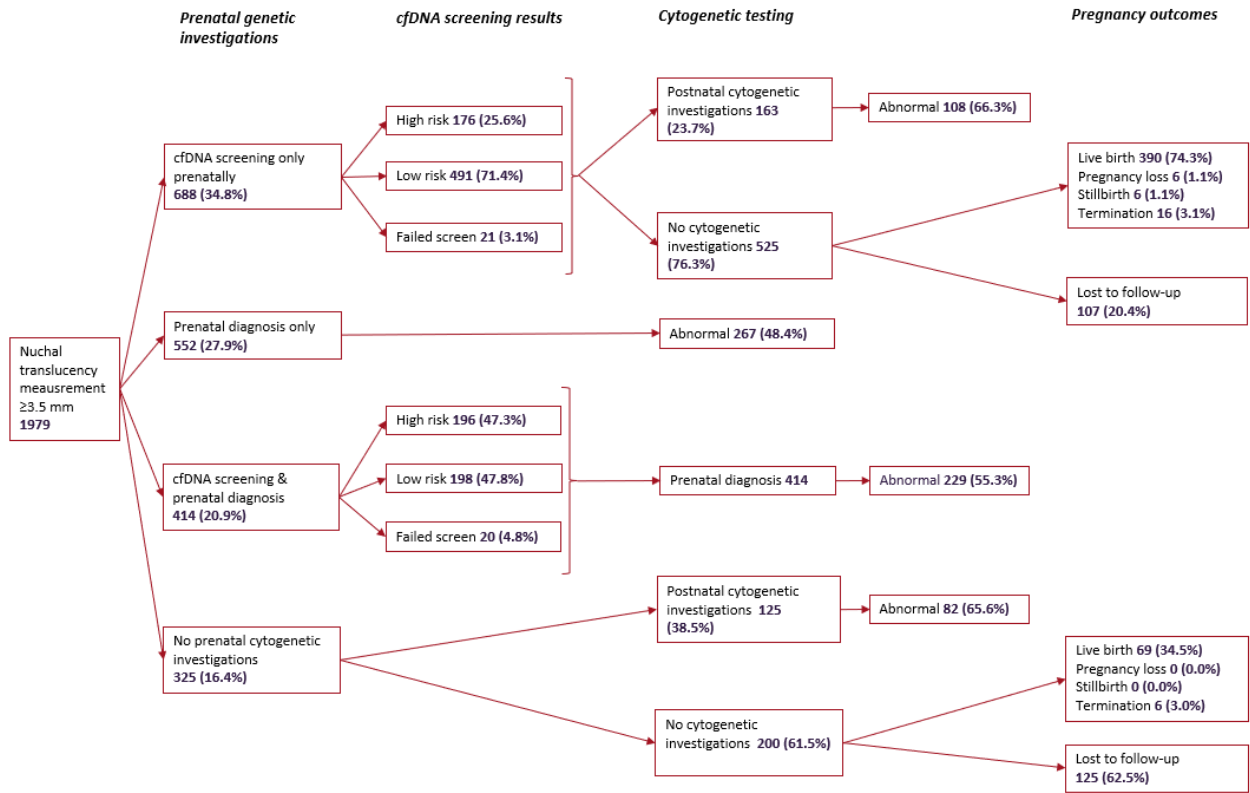 Prenatal genetic
investigations
cfDNA screening results
Cytogenetic testing
Pregnancy outcomes
Nuchal
translucency
meausrement
≥3.5 mm
1979
cfDNA screening only
prenatally
688 (34.8%)
High risk 176 (25.6%)
Low risk 491 (71.4%)
Failed screen 21 (3.1%)
Postnatal cytogenetic
investigations 163
(23.7%)
Abnormal 108 (66.3%)
No cytogenetic
investigations 525
(76.3%)
Live birth 390 (74.3%)
Pregnancy loss 6 (1.1%)
Stillbirth 6 (1.1%)
Termination 16 (3.1%)
Lost to follow-up
107 (20.4%)
Prenatal diagnosis only
552 (27.9%)
Abnormal 267 (48.4%)
cfDNA screening &
prenatal diagnosis
414 (20.9%)
High risk 196 (47.3%)
Low risk 198 (47.8%)
Failed screen 20 (4.8%)
Prenatal diagnosis 414
Abnormal 229 (55.3%)
No prenatal cytogenetic
investigations
325 (16.4%)
Postnatal cytogenetic
investigations 125
(38.5%)
Abnormal 82 (65.6%)
No cytogenetic
investigations 200 (61.5%)
Live birth 69 (34.5%)
Pregnancy loss 0 (0.0%)
Stillbirth 0 (0.0%)
Termination 6 (3.0%)
Lost to follow-up
125 (62.5%)